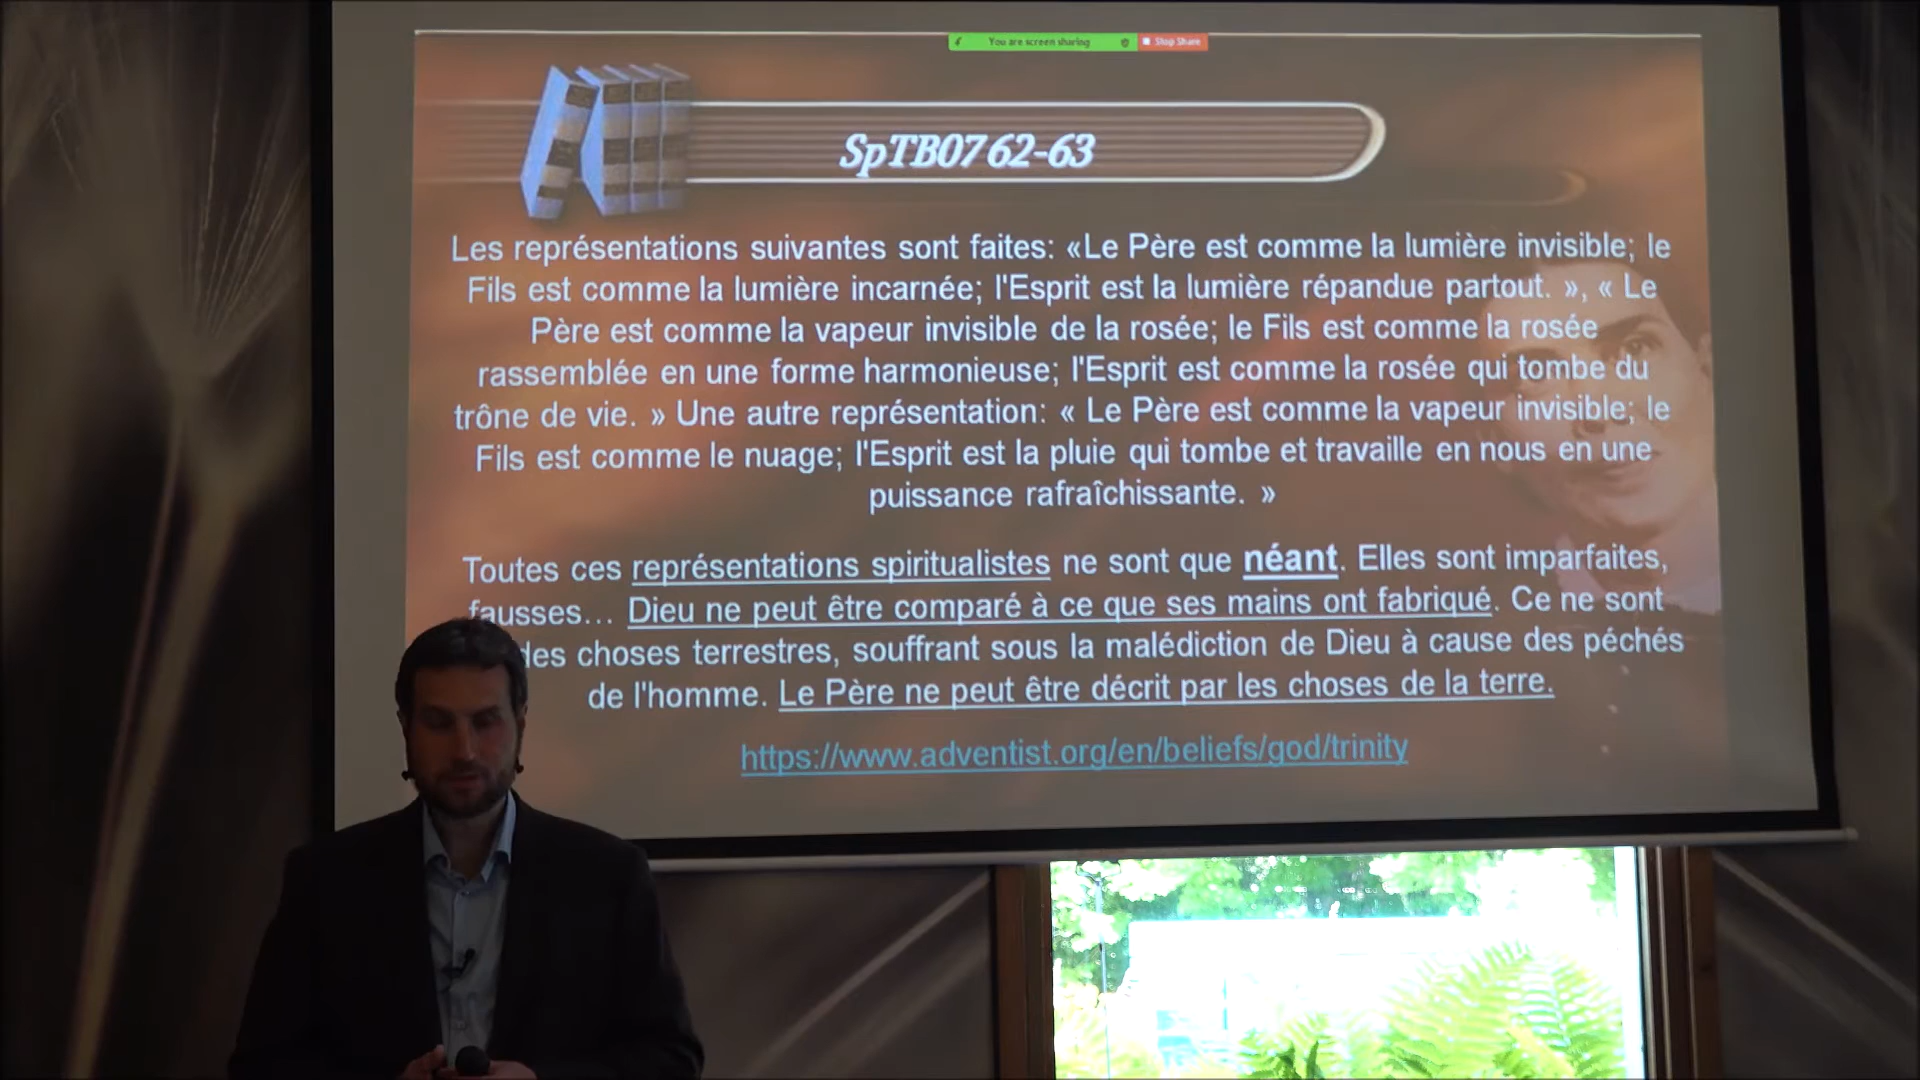 You are screen sharing
Stop Share
SpTB07 62-63
Les représentations suivantes sont faites: «Le Père est comme la lumière invisible; le
Fils est comme la lumière incarnée; l'Esprit est la lumière répandue partout. », « Le
Père est comme la vapeur invisible de la rosée; le Fils est comme la rosée
rassemblée en une forme harmonieuse; l'Esprit est comme la rosée qui tombe du
trône de vie. » Une autre représentation: « Le Père est comme la vapeur invisible; le
Fils est comme le nuage; l'Esprit est la pluie qui tombe et travaille en nous en une
puissance rafraîchissante. »
Toutes ces représentations spiritualistes ne sont que néant. Elles sont imparfaites,
fausses… Dieu ne peut être comparé à ce que ses mains ont fabriqué. Ce ne sont
des choses terrestres, souffrant sous la malédiction de Dieu à cause des péchés
de l'homme. Le Père ne peut être décrit par les choses de la terre.
https://www.adventist.org/en/beliefs/god/trinity